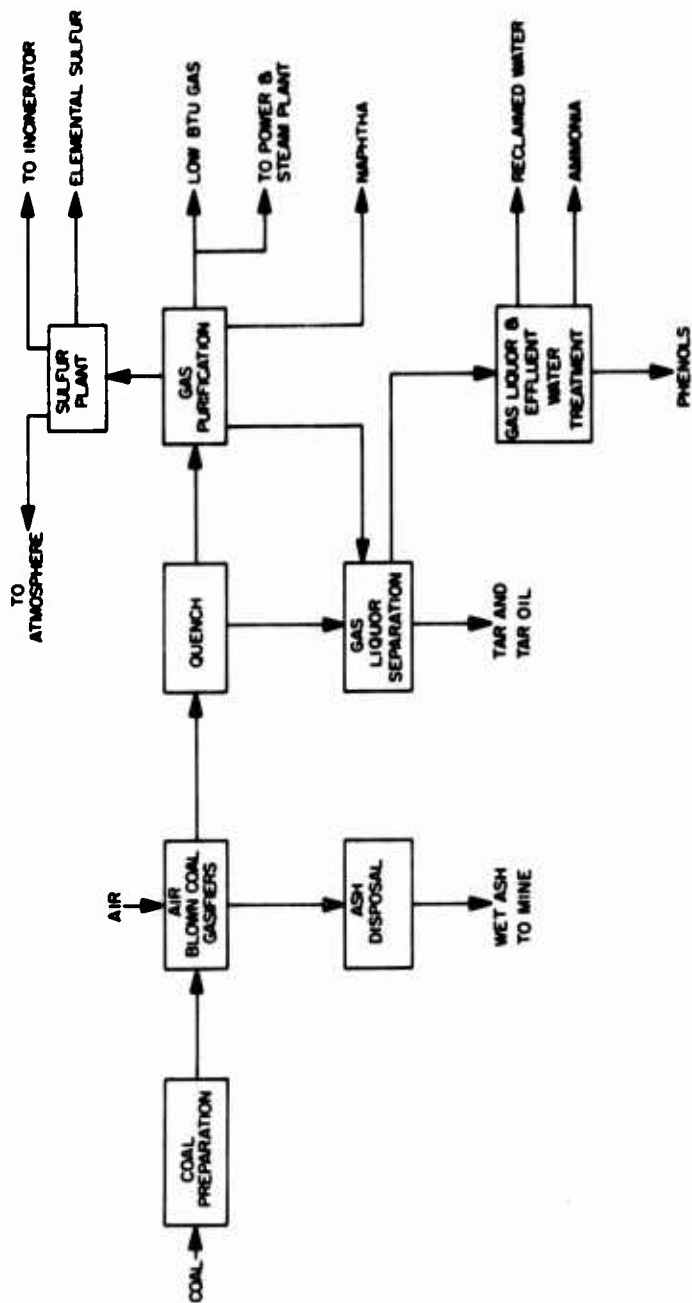 COAL
COAL
PREPARATION
AIR
AIR
BLOWN COAL
GASIFIERS
ASH
DISPOSAL
WET ASH
TO MINE
QUENCH
GAS
LIQUOR
SEPARATION
TAR AND
TAR OIL
TO
ATMOSPHERE
SULFUR
PLANT
TO INCINERATOR
ELEMENTAL SULFUR
GAS
PURIFICATION
LOW BTU GAS
TO POWER &
STEAM PLANT
NAPHTHA
GAS LIQUOR &
EFFLUENT
WATER
TREATMENT
RECLAIMED WATER
AMMONIA
PHENOLS